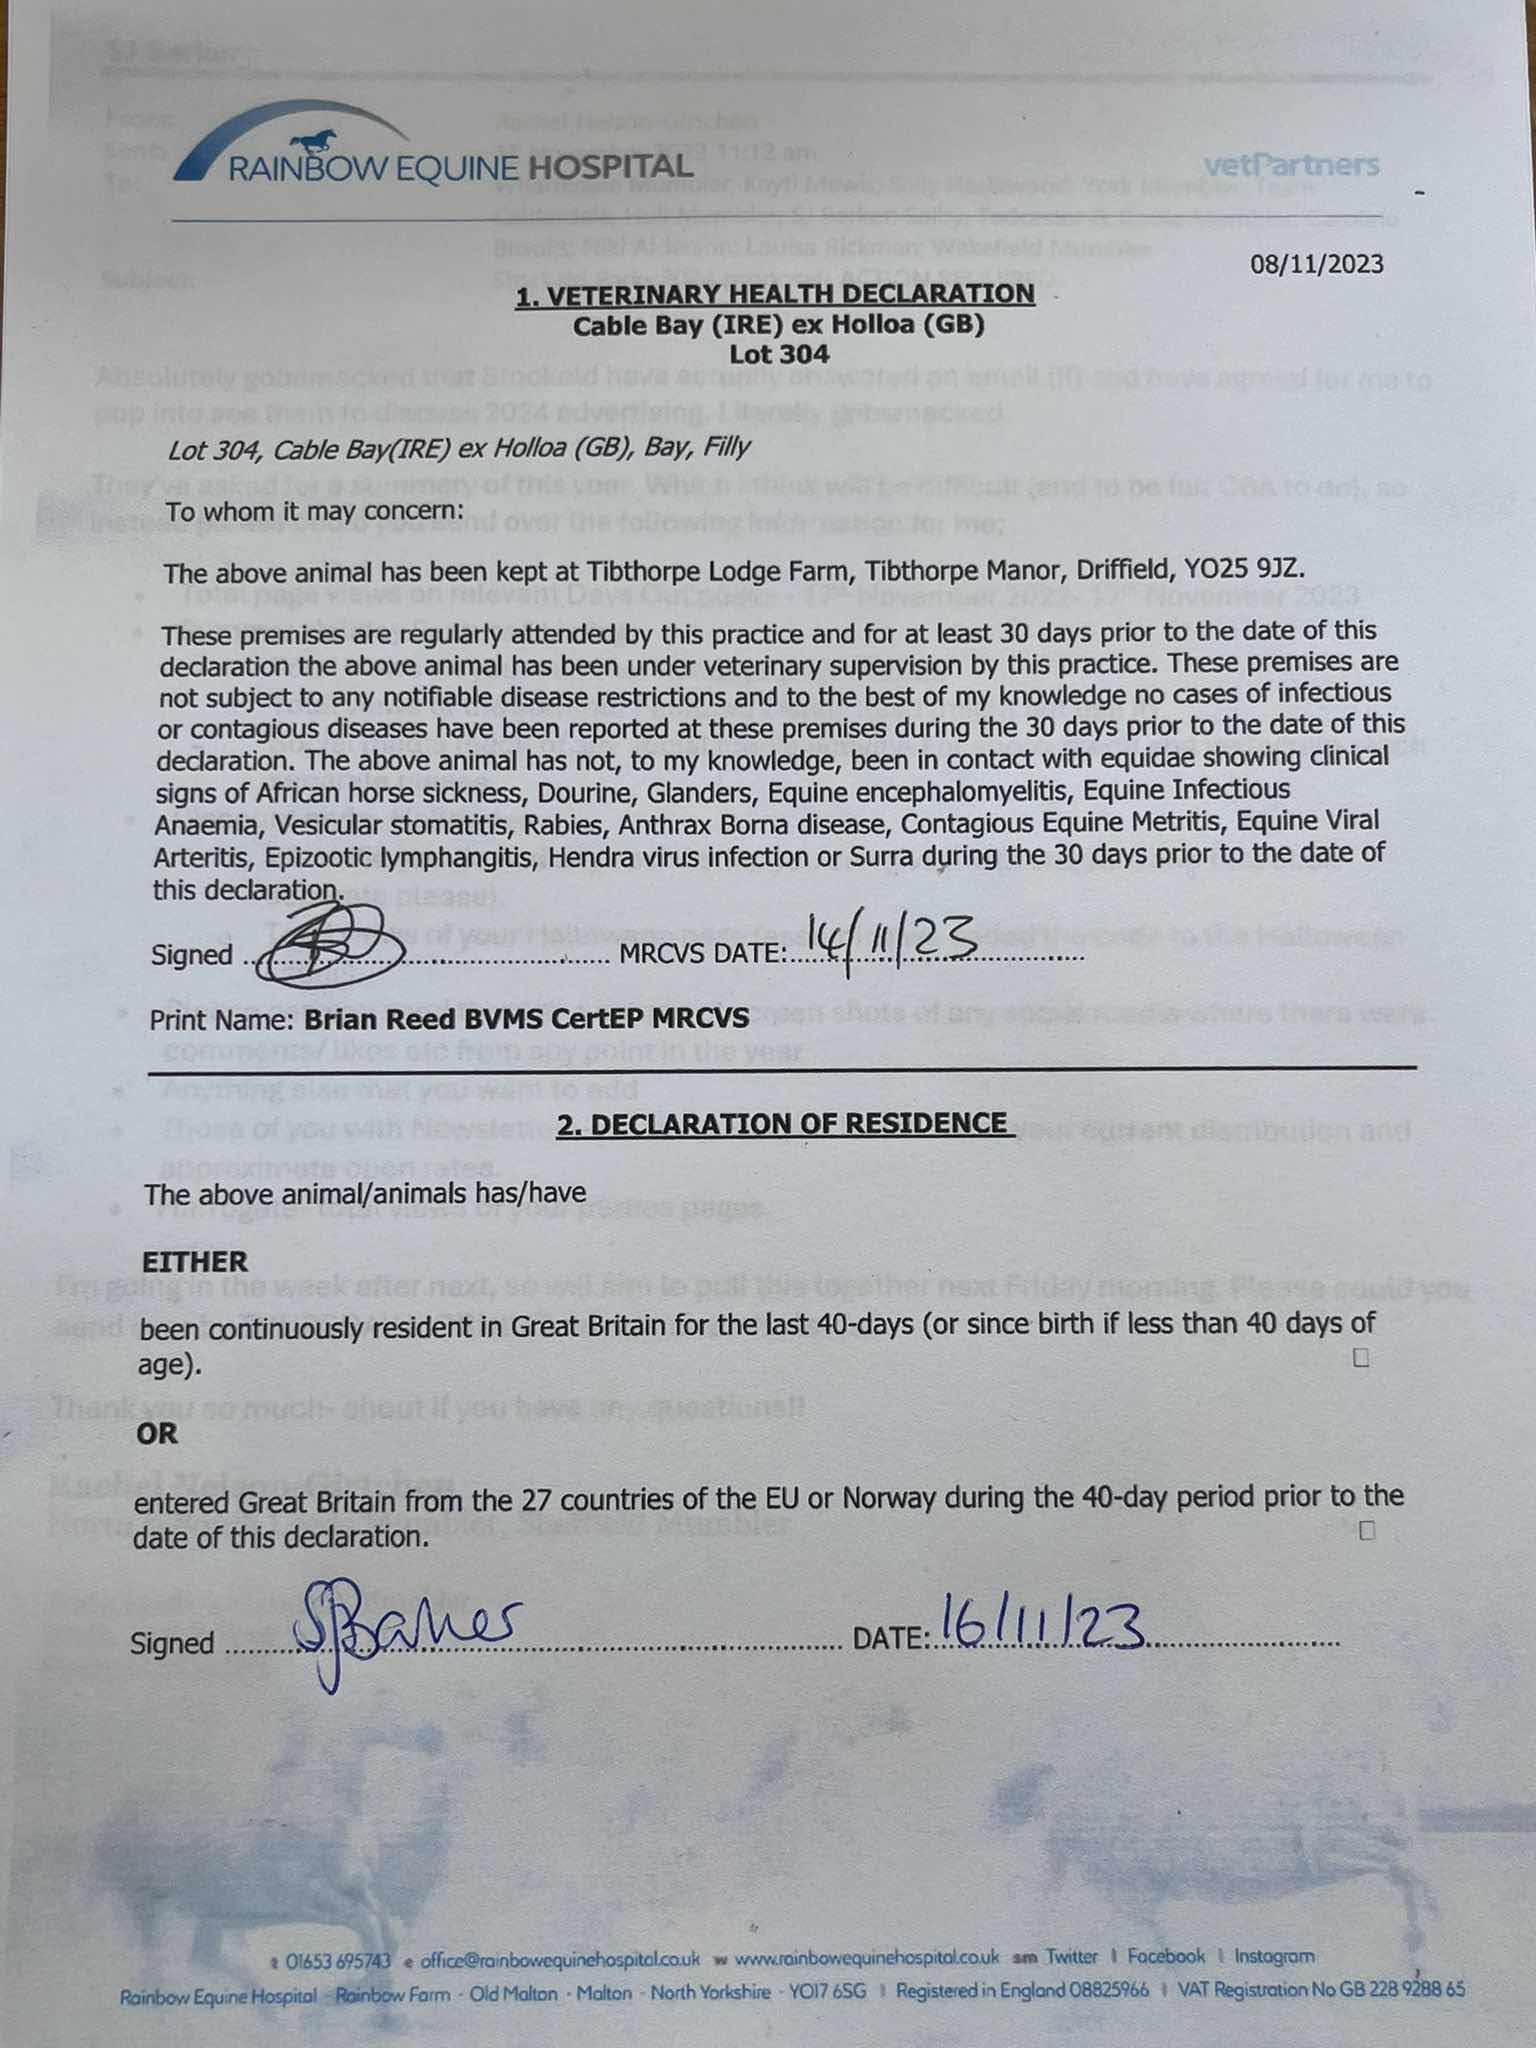 RAINBOW EQUINE HOSPITAL
vetPartners
08/11/2023
1. VETERINARY HEALTH DECLARATION
Cable Bay (IRE) ex Holloa (GB)
Lot 304
Lot 304, Cable Bay(IRE) ex Holloa (GB), Bay, Filly
To whom it may concern:
The above animal has been kept at Tibthorpe Lodge Farm, Tibthorpe Manor, Driffield, YO25 9JZ.
These premises are regularly attended by this practice and for at least 30 days prior to the date of this
declaration the above animal has been under veterinary supervision by this practice. These premises are
not subject to any notifiable disease restrictions and to the best of my knowledge no cases of infectious
or contagious diseases have been reported at these premises during the 30 days prior to the date of this
declaration. The above animal has not, to my knowledge, been in contact with equidae showing clinical
signs of African horse sickness, Dourine, Glanders, Equine encephalomyelitis, Equine Infectious
Anaemia, Vesicular stomatitis, Rabies, Anthrax Borna disease, Contagious Equine Metritis, Equine Viral
Arteritis, Epizootic lymphangitis, Hendra virus infection or Surra during the 30 days prior to the date of
this declaration.
Signed MRCVS DATE: 14/11/23
Print Name: Brian Reed BVMS CertEP MRCVS
2. DECLARATION OF RESIDENCE
The above animal/animals has/have
EITHER
been continuously resident in Great Britain for the last 40-days (or since birth if less than 40 days of
age).
OR
entered Great Britain from the 27 countries of the EU or Norway during the 40-day period prior to the
date of this declaration.
Signed DATE: 16/11/23
t 01653 695743 e office@rainbowequinehospital.co.uk w www.rainbowequinehospital.co.uk sm Twitter | Facebook | Instagram
Rainbow Equine Hospital · Rainbow Farm · Old Malton · Malton · North Yorkshire · YO17 6SG | Registered in England 08825966 | VAT Registration No GB 228 9288 65